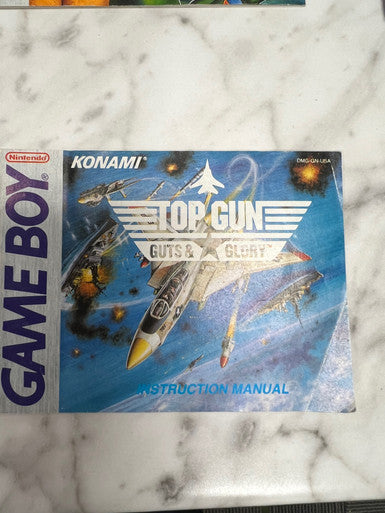 Nintendo®
GAME BOY®
KONAMI®
DMG-GN-USA
TOP GUN
GUTS & GLORY
INSTRUCTION MANUAL